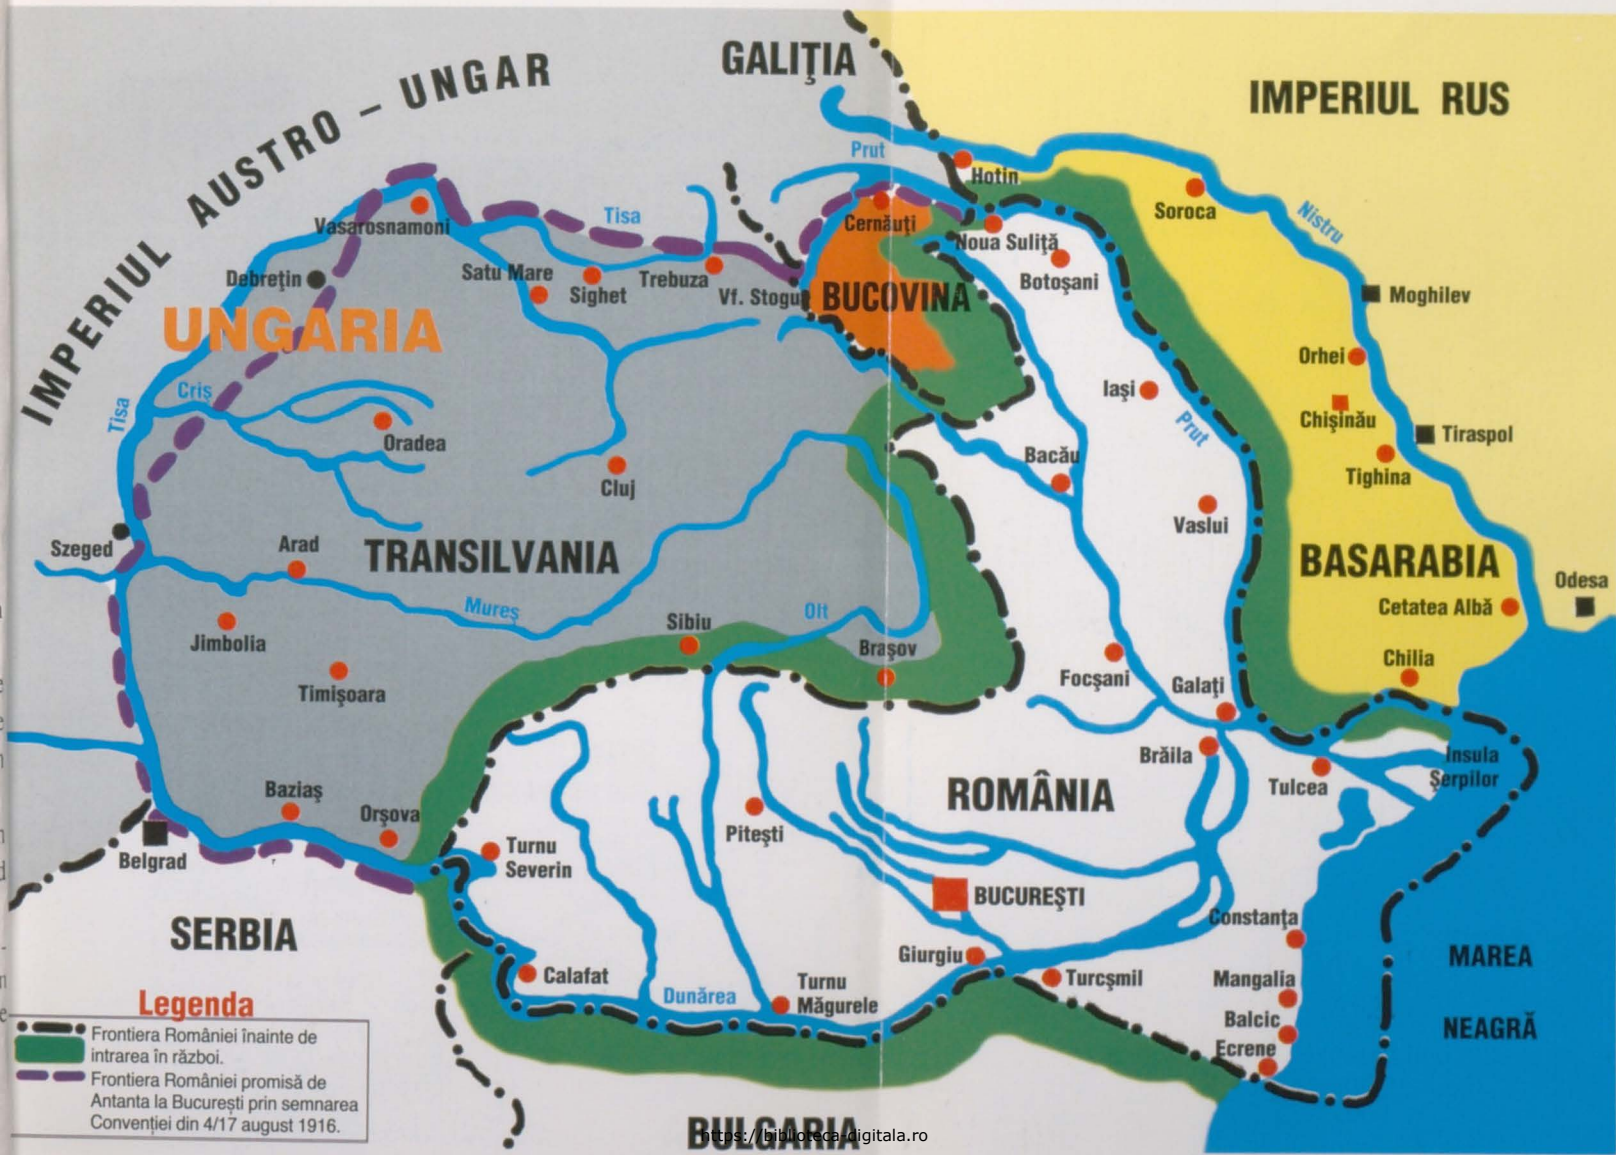 GALIŢIA
IMPERIUL RUS
IMPERIUL AUSTRO – UNGAR
Prut
Hotin
Soroca
Nistru
Vasarosnamoni
Tisa
Cernăuţi
Noua Suliţă
Debreţin
Satu Mare
Sighet
Trebuza
Vf. Stogu
BUCOVINA
Botoşani
Moghilev
UNGARIA
Orhei
Criş
Tisa
Iaşi
Chişinău
Prut
Tiraspol
Oradea
Bacău
Tighina
Cluj
Vaslui
Szeged
Arad
TRANSILVANIA
BASARABIA
Odesa
Mureş
Olt
Cetatea Albă
Jimbolia
Sibiu
Braşov
Chilia
Timişoara
Focşani
Galaţi
Brăila
Insula
Şerpilor
Tulcea
Baziaş
ROMÂNIA
Orşova
Piteşti
Belgrad
Turnu
Severin
BUCUREŞTI
SERBIA
Constanţa
Giurgiu
MAREA
Calafat
Turcşmil
Mangalia
Dunărea
Turnu
Măgurele
Balcic
NEAGRĂ
Ecrene
Legenda
Frontiera României înainte de
intrarea în război.
Frontiera României promisă de
Antanta la Bucureşti prin semnarea
Convenţiei din 4/17 august 1916.
BULGARIA
https://biblioteca-digitala.ro